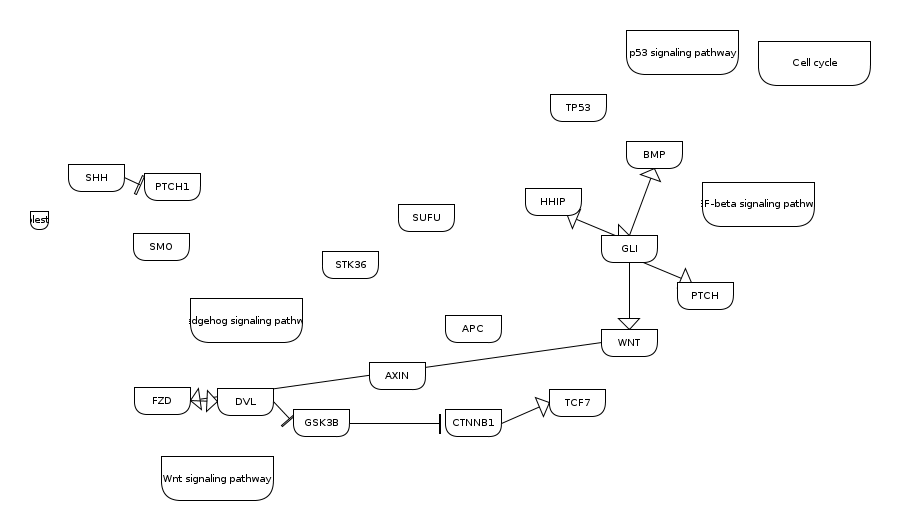 p53 signaling pathway
Cell cycle
TP53
BMP
SHH
PTCH1
HHIP
F-beta signaling pathw
lest
SUFU
SMO
GLI
STK36
PTCH
dgehog signaling pathw
APC
WNT
AXIN
FZD
DVL
TCF7
GSK3B
CTNNB1
Wnt signaling pathway